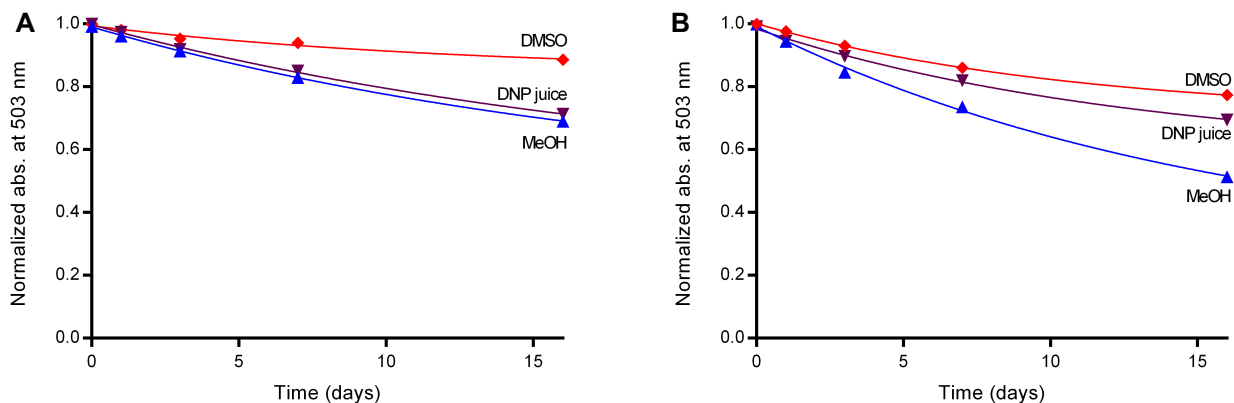 A
Normalized abs. at 503 nm
1.0
0.8
0.6
0.4
0.2
0.0
0
5
10
15
Time (days)
DMSO
DNP juice
MeOH
B
Normalized abs. at 503 nm
1.0
0.8
0.6
0.4
0.2
0.0
0
5
10
15
Time (days)
DMSO
DNP juice
MeOH